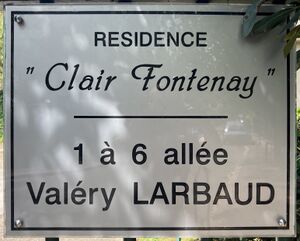 RESIDENCE
" Clair Fontenay "
1 à 6 allée
Valéry LARBAUD